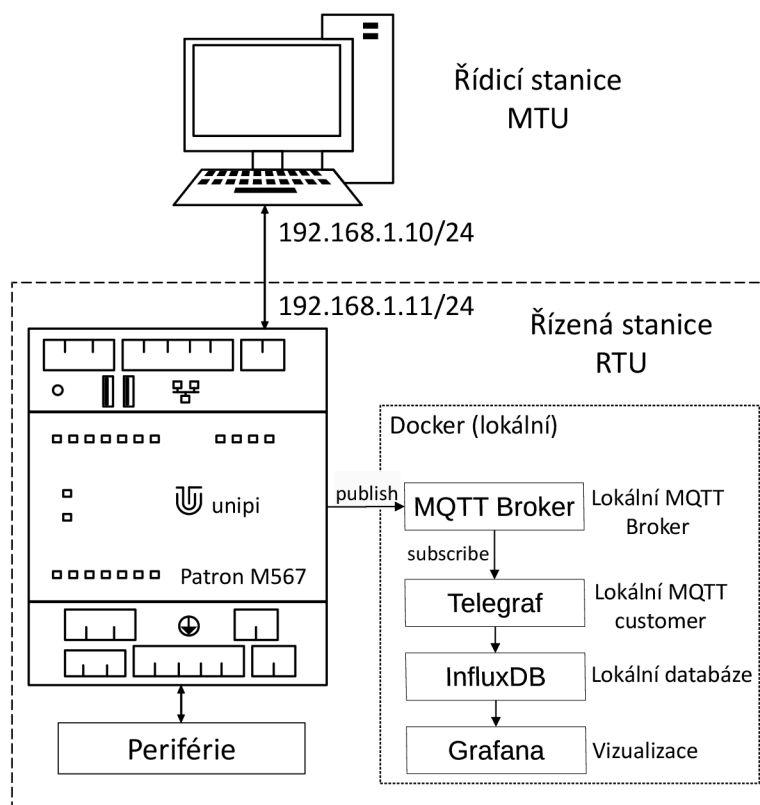 Řídicí stanice
MTU
192.168.1.10/24
192.168.1.11/24
Řízená stanice
RTU
Docker (lokální)
publish
MQTT Broker
Lokální MQTT
Broker
unipi
subscribe
Patron M567
Telegraf
Lokální MQTT
customer
InfluxDB
Lokální databáze
Periférie
Grafana
Vizualizace